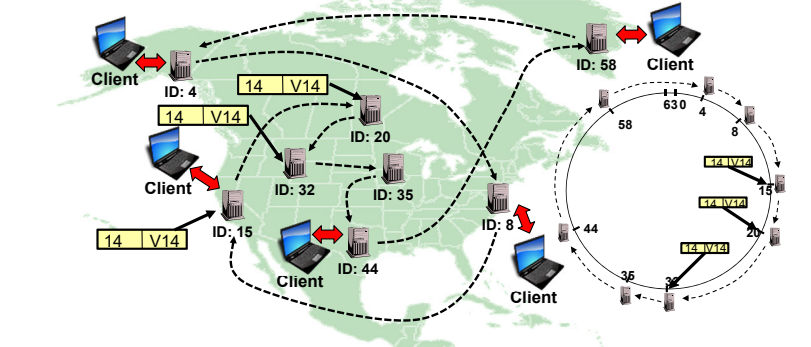 Client
ID: 4
ID: 58
Client
14 V14
14 V14
ID: 20
Client
ID: 32
ID: 35
ID: 15
14 V14
ID: 8
Client
ID: 44
Client
63 0
4
8
58
14 V14
15
14 V14
20
44
14 V14
35
32